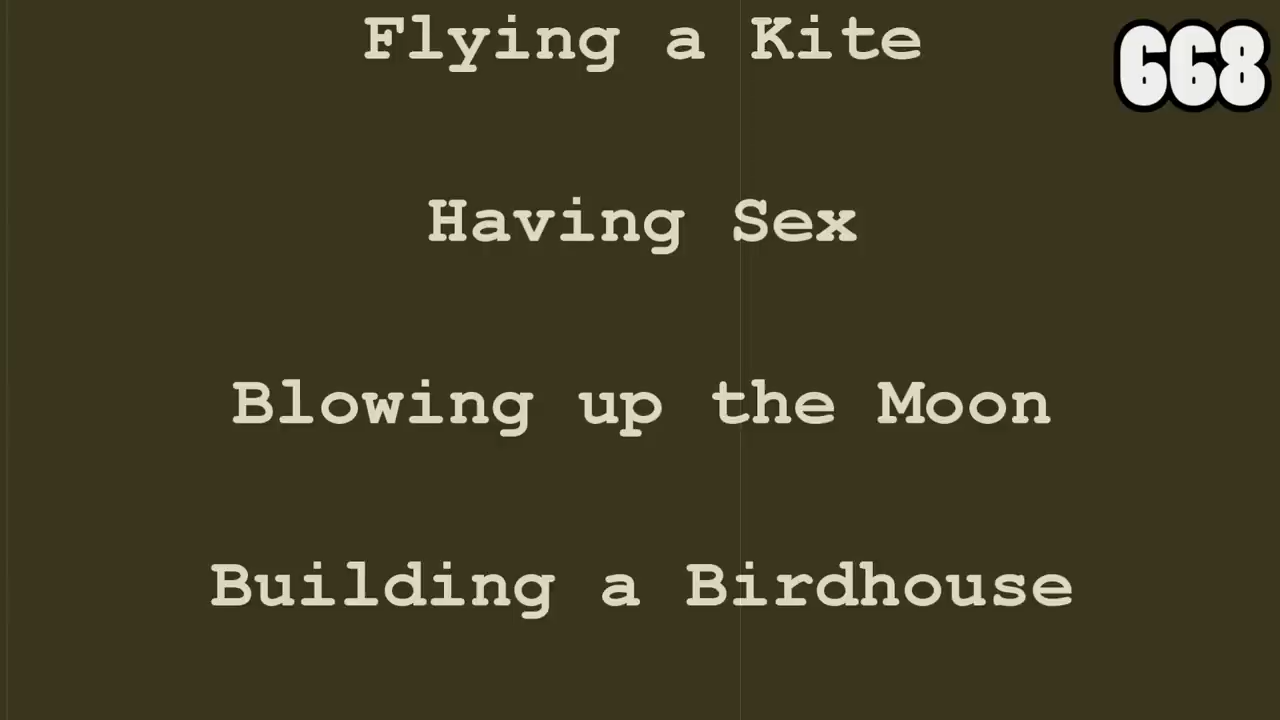 Flying a Kite
668
Having Sex
Blowing up the Moon
Building a Birdhouse